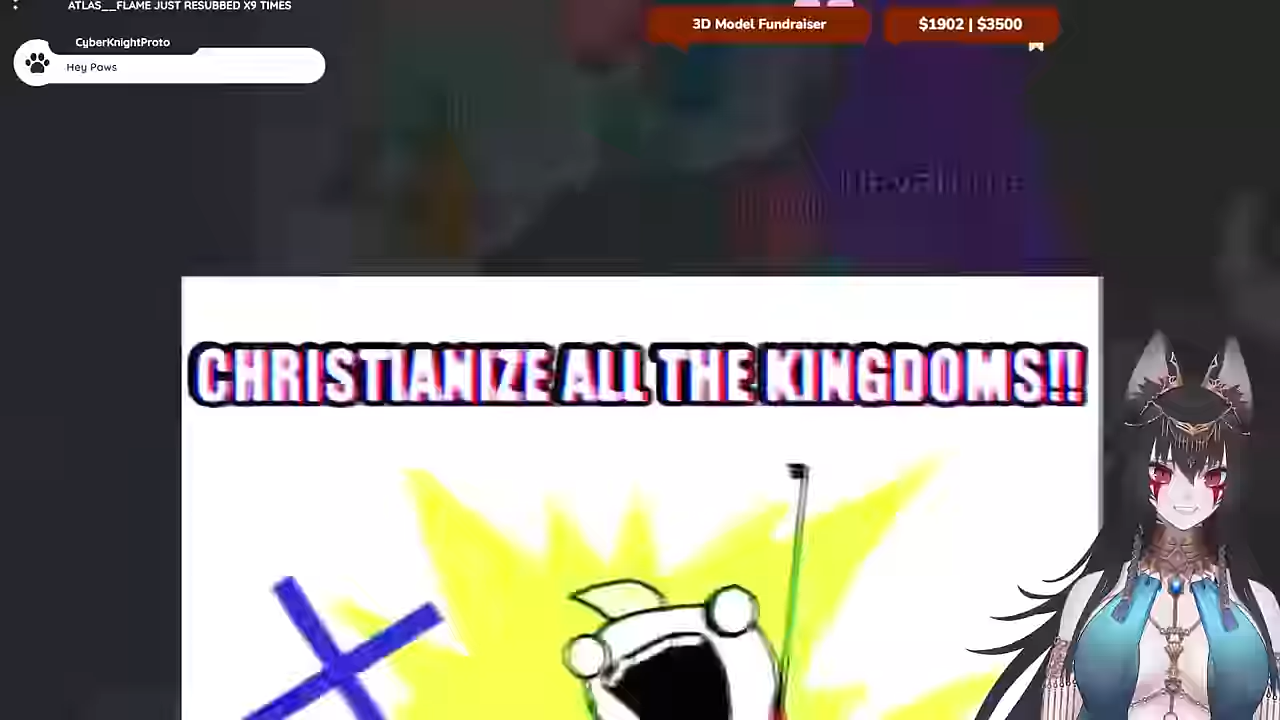 ATLAS__FLAME JUST RESUBBED X9 TIMES
3D Model Fundraiser
$1902 | $3500
CyberKnightProto
Hey Paws
CHRISTIANIZE ALL THE KINGDOMS!!